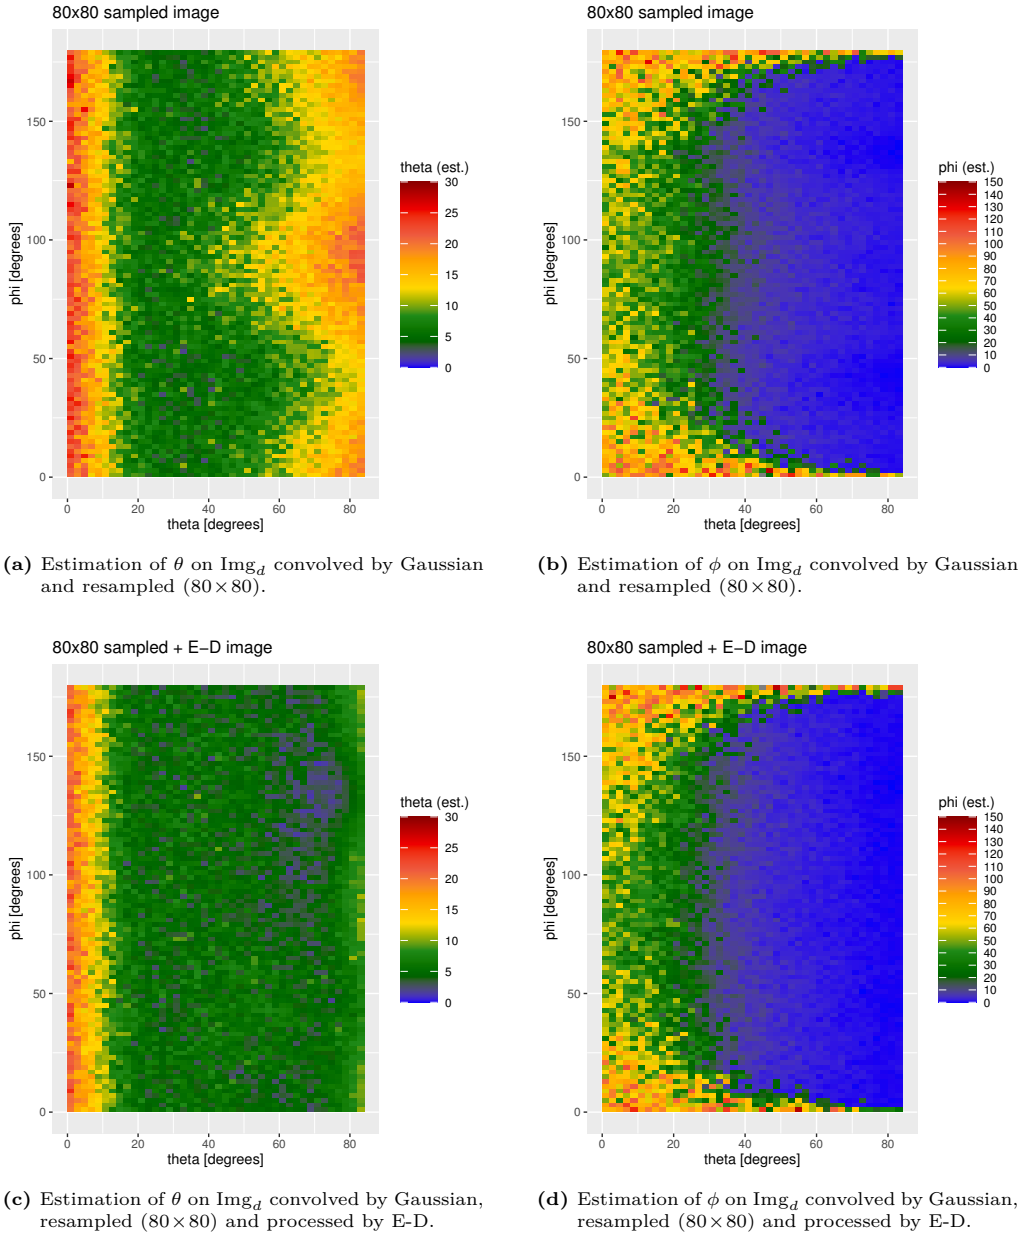 80x80 sampled image
phi [degrees]
150
100
50
0
0 20 40 60 80
theta [degrees]
theta (est.)
30
25
20
15
10
5
0
(a) Estimation of θ on Img_d convolved by Gaussian
and resampled (80×80).
80x80 sampled image
phi [degrees]
150
100
50
0
0 20 40 60 80
theta [degrees]
phi (est.)
150
140
130
120
110
100
90
80
70
60
50
40
30
20
10
0
(b) Estimation of ϕ on Img_d convolved by Gaussian
and resampled (80×80).
80x80 sampled + E−D image
phi [degrees]
150
100
50
0
0 20 40 60 80
theta [degrees]
theta (est.)
30
25
20
15
10
5
0
(c) Estimation of θ on Img_d convolved by Gaussian,
resampled (80×80) and processed by E-D.
80x80 sampled + E−D image
phi [degrees]
150
100
50
0
0 20 40 60 80
theta [degrees]
phi (est.)
150
140
130
120
110
100
90
80
70
60
50
40
30
20
10
0
(d) Estimation of ϕ on Img_d convolved by Gaussian,
resampled (80×80) and processed by E-D.